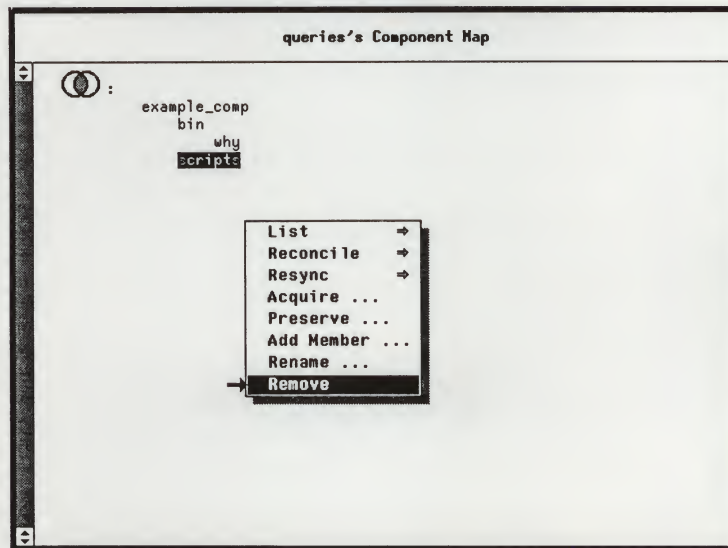 queries's Component Map
:
example_comp
bin
why
scripts
List ⇒
Reconcile ⇒
Resync ⇒
Acquire ...
Preserve ...
Add Member ...
Rename ...
Remove